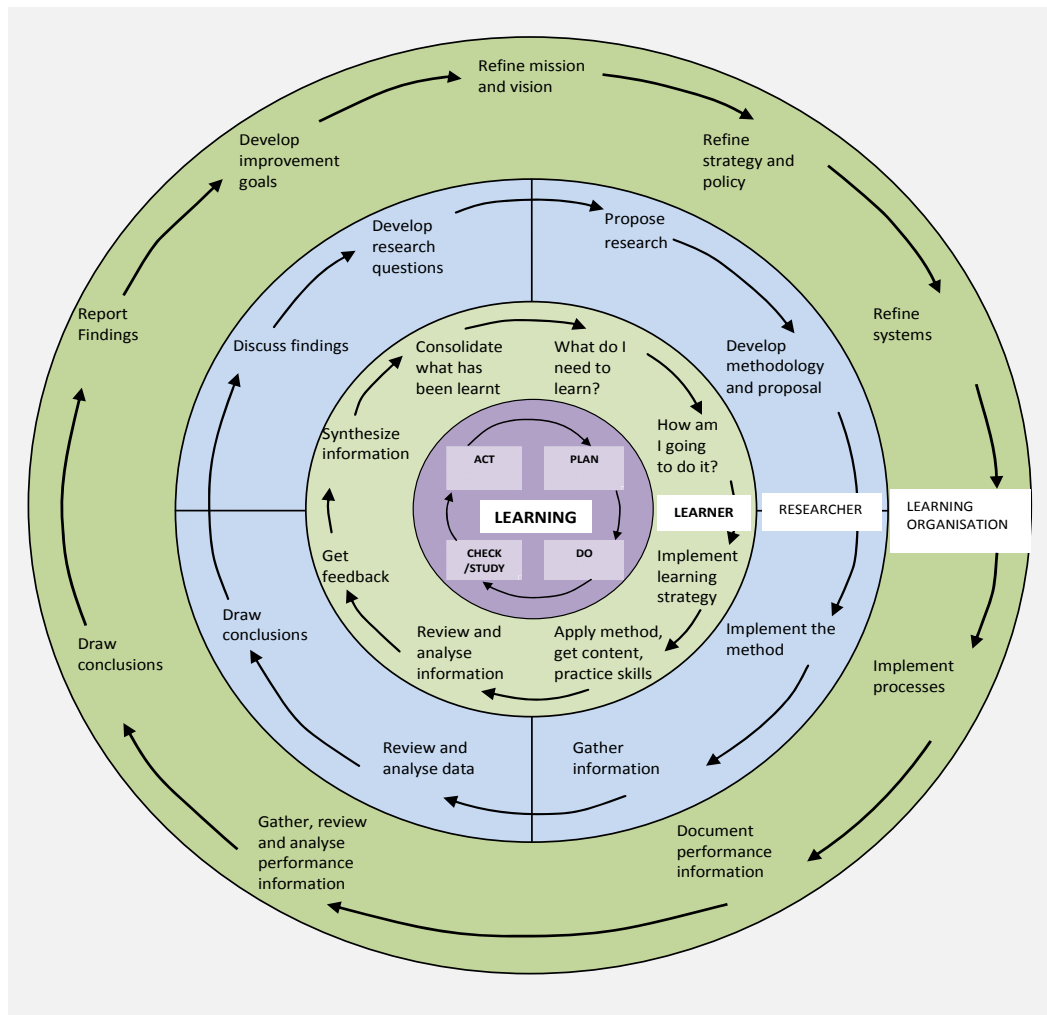 Refine mission
and vision
Refine
strategy and
policy
Refine
systems
Implement
processes
Document
performance
information
Gather, review
and analyse
performance
information
Draw
conclusions
Report
Findings
Develop
improvement
goals
LEARNING
ORGANISATION
Propose
research
Develop
methodology
and proposal
Implement the
method
Gather
information
Review and
analyse data
Draw
conclusions
Discuss findings
Develop
research
questions
RESEARCHER
What do I
need to
learn?
How am
I going
to do it?
Implement
learning
strategy
Apply method,
get content,
practice skills
Review and
analyse
information
Get
feedback
Synthesize
information
Consolidate
what has
been learnt
LEARNER
ACT
PLAN
LEARNING
CHECK
/STUDY
DO